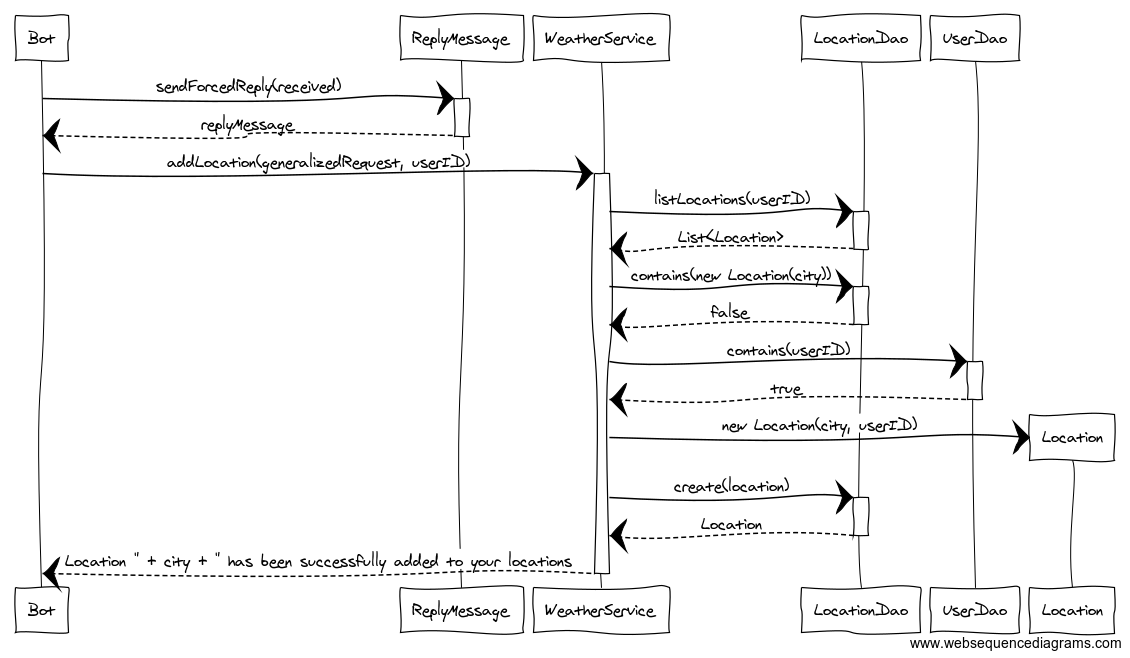 Bot
ReplyMessage
WeatherService
LocationDao
UserDao
sendForcedReply(received)
replyMessage
addLocation(generalizedRequest, userID)
listLocations(userID)
List<Location>
contains(new Location(city))
false
contains(userID)
true
new Location(city, userID)
Location
create(location)
Location
Location " + city + " has been successfully added to your locations
Bot
ReplyMessage
WeatherService
LocationDao
UserDao
Location
www.websequencediagrams.com